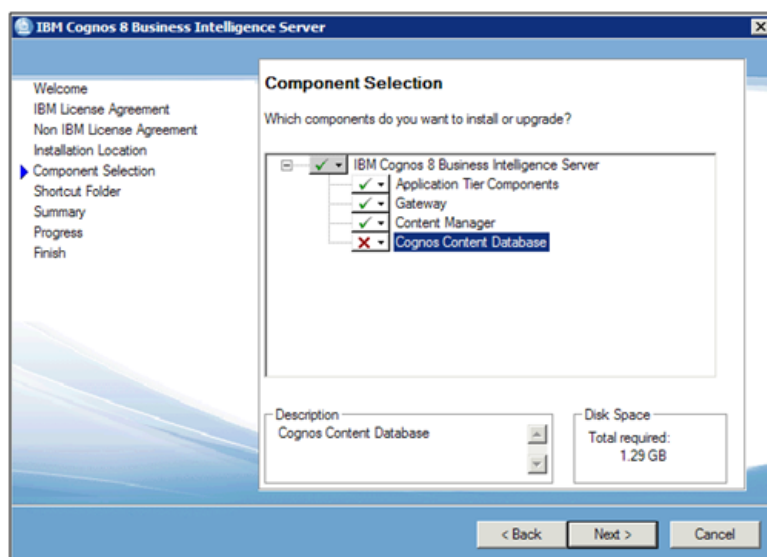 IBM Cognos 8 Business Intelligence Server
Welcome
IBM License Agreement
Non IBM License Agreement
Installation Location
Component Selection
Shortcut Folder
Summary
Progress
Finish
Component Selection
Which components do you want to install or upgrade?
IBM Cognos 8 Business Intelligence Server
Application Tier Components
Gateway
Content Manager
Cognos Content Database
Description
Cognos Content Database
Disk Space
Total required:
1.29 GB
< Back
Next >
Cancel